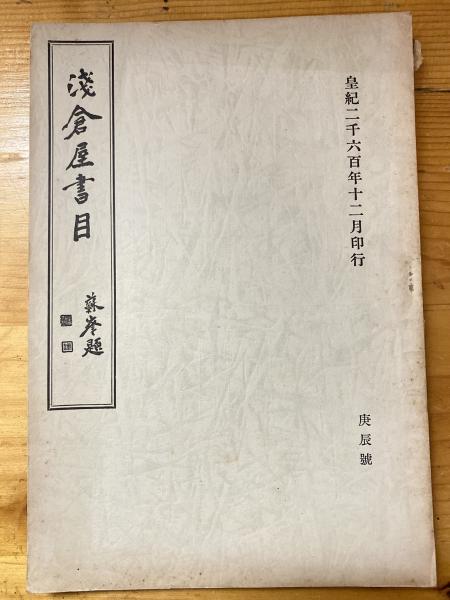 皇紀二千六百年十二月印行
庚辰號
淺倉屋書目
蘇峯題